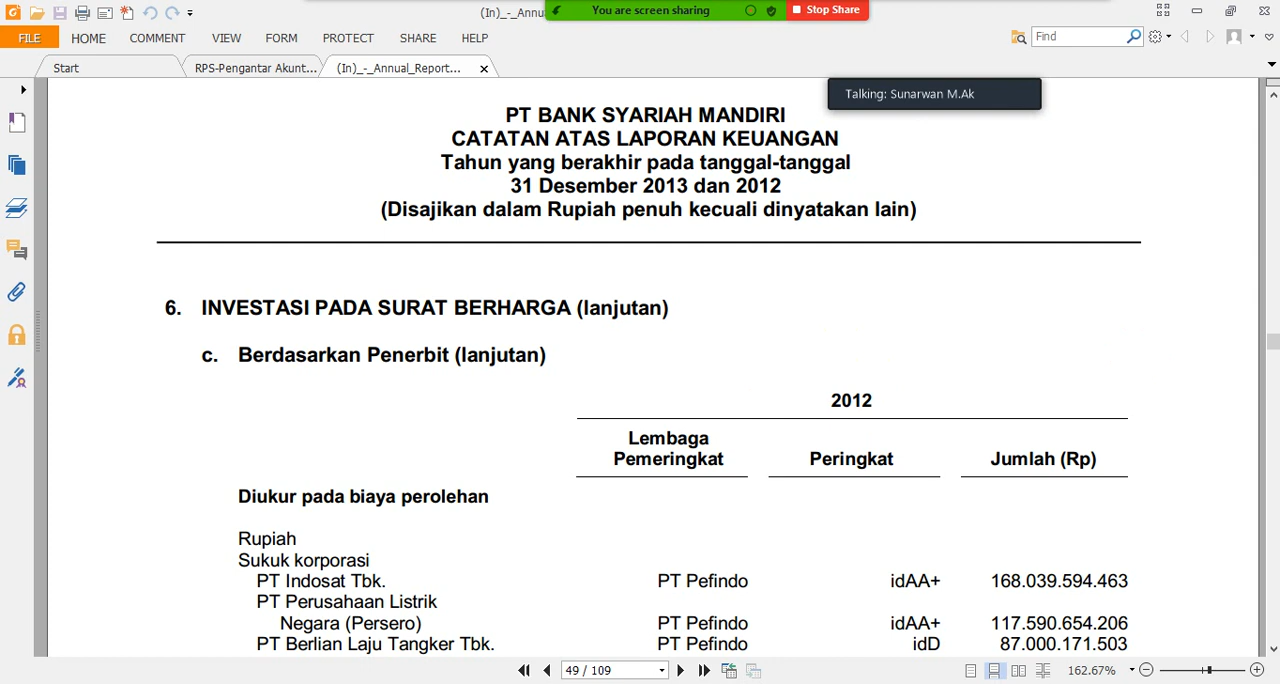 (In)_-_Annu
You are screen sharing
Stop Share
FILE HOME COMMENT VIEW FORM PROTECT SHARE HELP
Find
Start
RPS-Pengantar Akunt...
(In)_-_Annual_Report...
Talking: Sunarwan M.Ak
PT BANK SYARIAH MANDIRI
CATATAN ATAS LAPORAN KEUANGAN
Tahun yang berakhir pada tanggal-tanggal
31 Desember 2013 dan 2012
(Disajikan dalam Rupiah penuh kecuali dinyatakan lain)
6. INVESTASI PADA SURAT BERHARGA (lanjutan)
c. Berdasarkan Penerbit (lanjutan)
2012
Lembaga
Pemeringkat Peringkat Jumlah (Rp)
Diukur pada biaya perolehan
Rupiah
Sukuk korporasi
PT Indosat Tbk. PT Pefindo idAA+ 168.039.594.463
PT Perusahaan Listrik
Negara (Persero) PT Pefindo idAA+ 117.590.654.206
PT Berlian Laju Tangker Tbk. PT Pefindo idD 87.000.171.503
49 / 109
162.67%